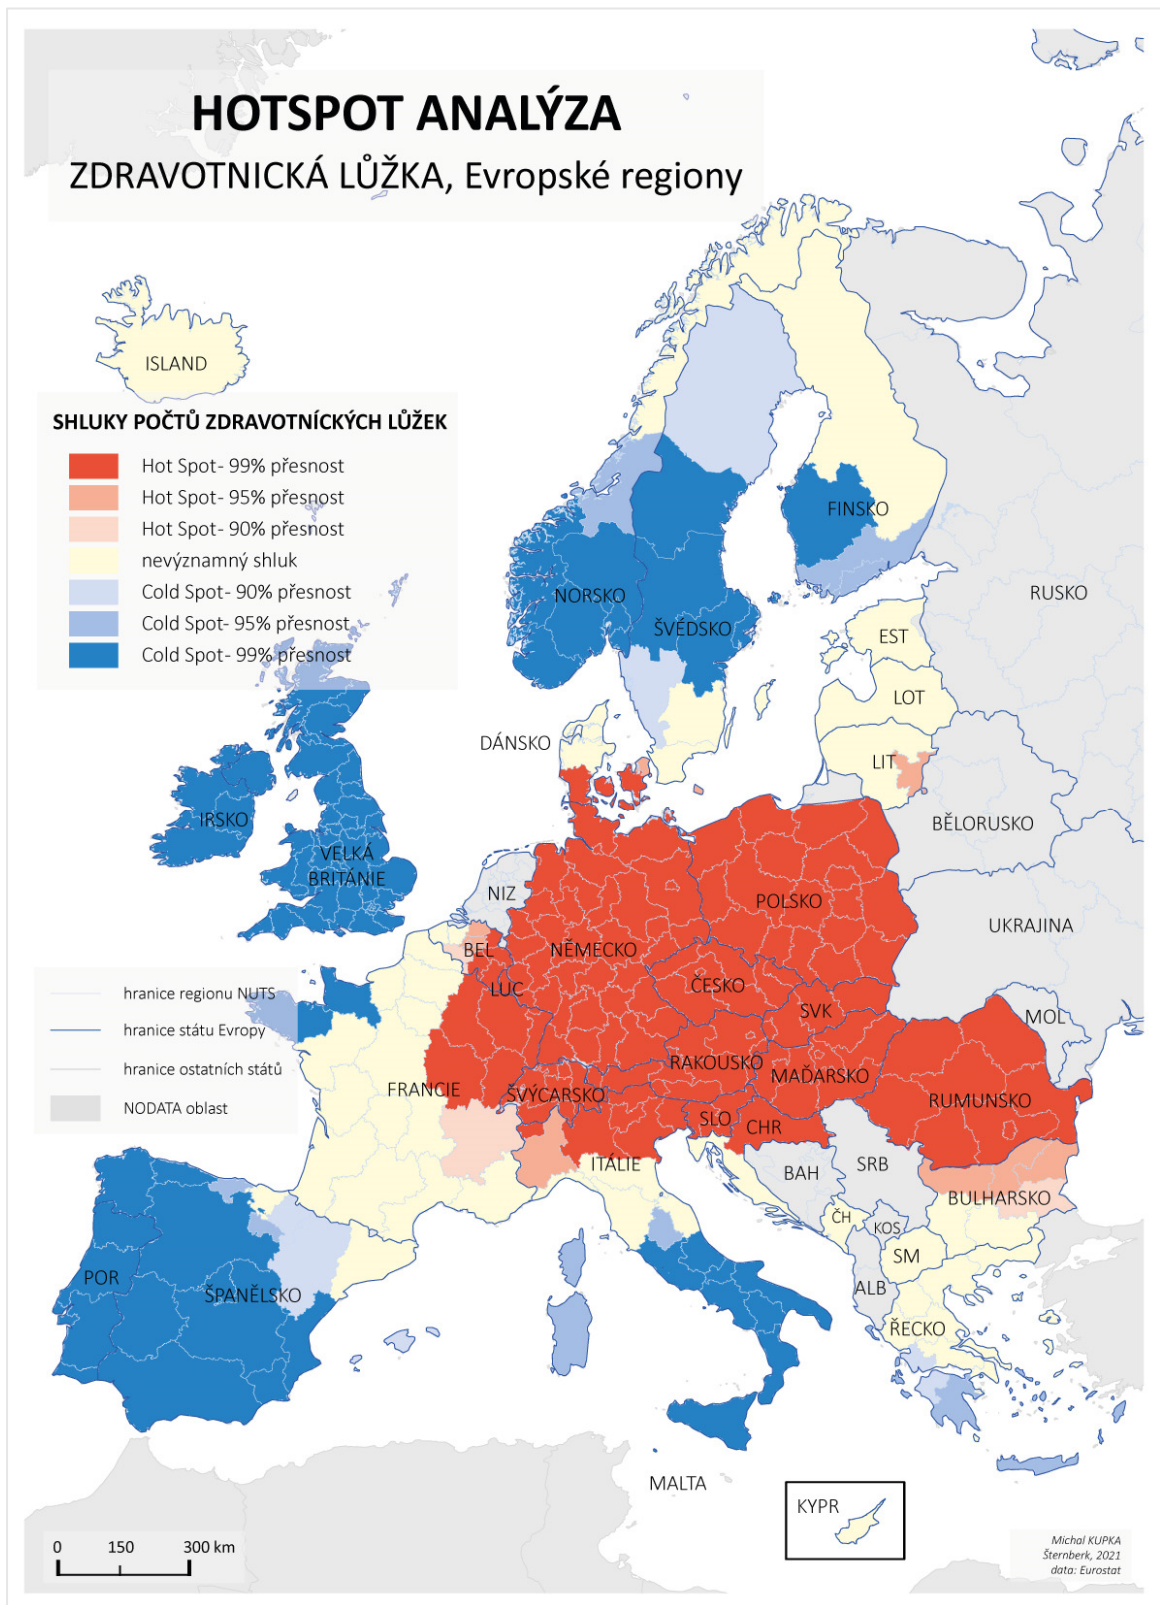 HOTSPOT ANALÝZA
ZDRAVOTNICKÁ LŮŽKA, Evropské regiony
ISLAND
SHLUKY POČTŮ ZDRAVOTNÍCKÝCH LŮŽEK
Hot Spot- 99% přesnost
Hot Spot- 95% přesnost
Hot Spot- 90% přesnost
nevýznamný shluk
Cold Spot- 90% přesnost
Cold Spot- 95% přesnost
Cold Spot- 99% přesnost
FINSKO
NORSKO
RUSKO
ŠVÉDSKO
EST
LOT
DÁNSKO
LIT
IRSKO
BĚLORUSKO
VELKÁ
BRITÁNIE
NIZ
POLSKO
UKRAJINA
BEL
NĚMECKO
LUC
ČESKO
hranice regionu NUTS
hranice státu Evropy
hranice ostatních států
NODATA oblast
SVK
MOL
RAKOUSKO
MAĎARSKO
FRANCIE
ŠVÝCARSKO
RUMUNSKO
SLO
CHR
ITÁLIE
BAH
SRB
BULHARSKO
ČH
KOS
SM
POR
ŠPANĚLSKO
ALB
ŘECKO
MALTA
KYPR
0 150 300 km
Michal KUPKA
Šternberk, 2021
data: Eurostat